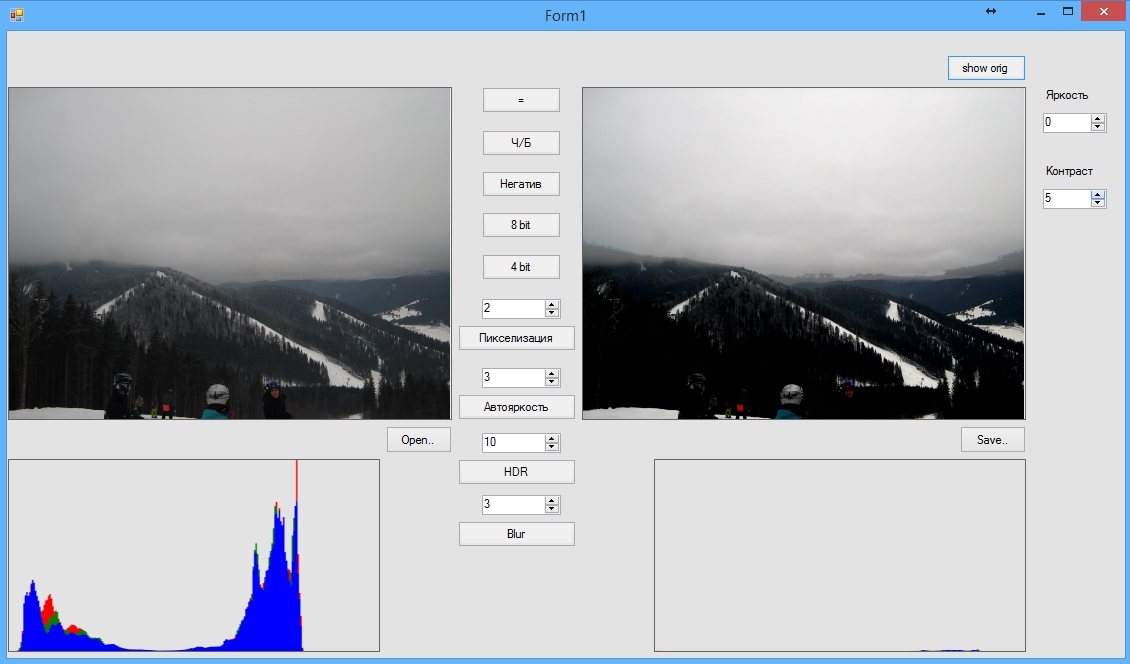 Form1
show orig
=
Яркость
0
Ч/Б
Контраст
Негатив
5
8 bit
4 bit
2
Пикселизация
3
Автояркость
Open..
10
Save..
HDR
3
Blur